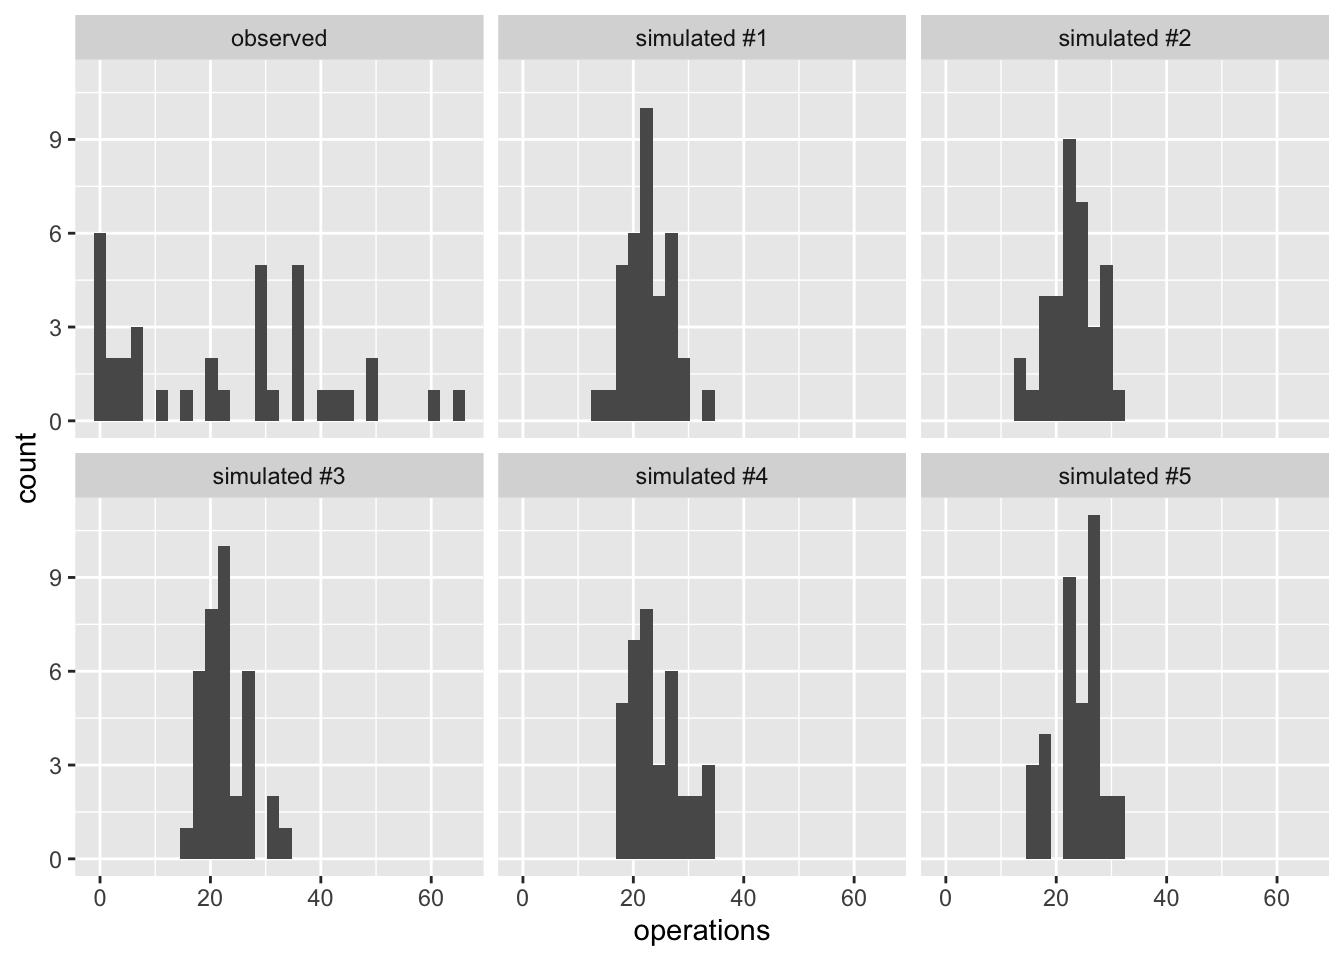 observed
simulated #1
simulated #2
9
6
3
0
count
simulated #3
simulated #4
simulated #5
9
6
3
0
0 20 40 60
0 20 40 60
0 20 40 60
operations